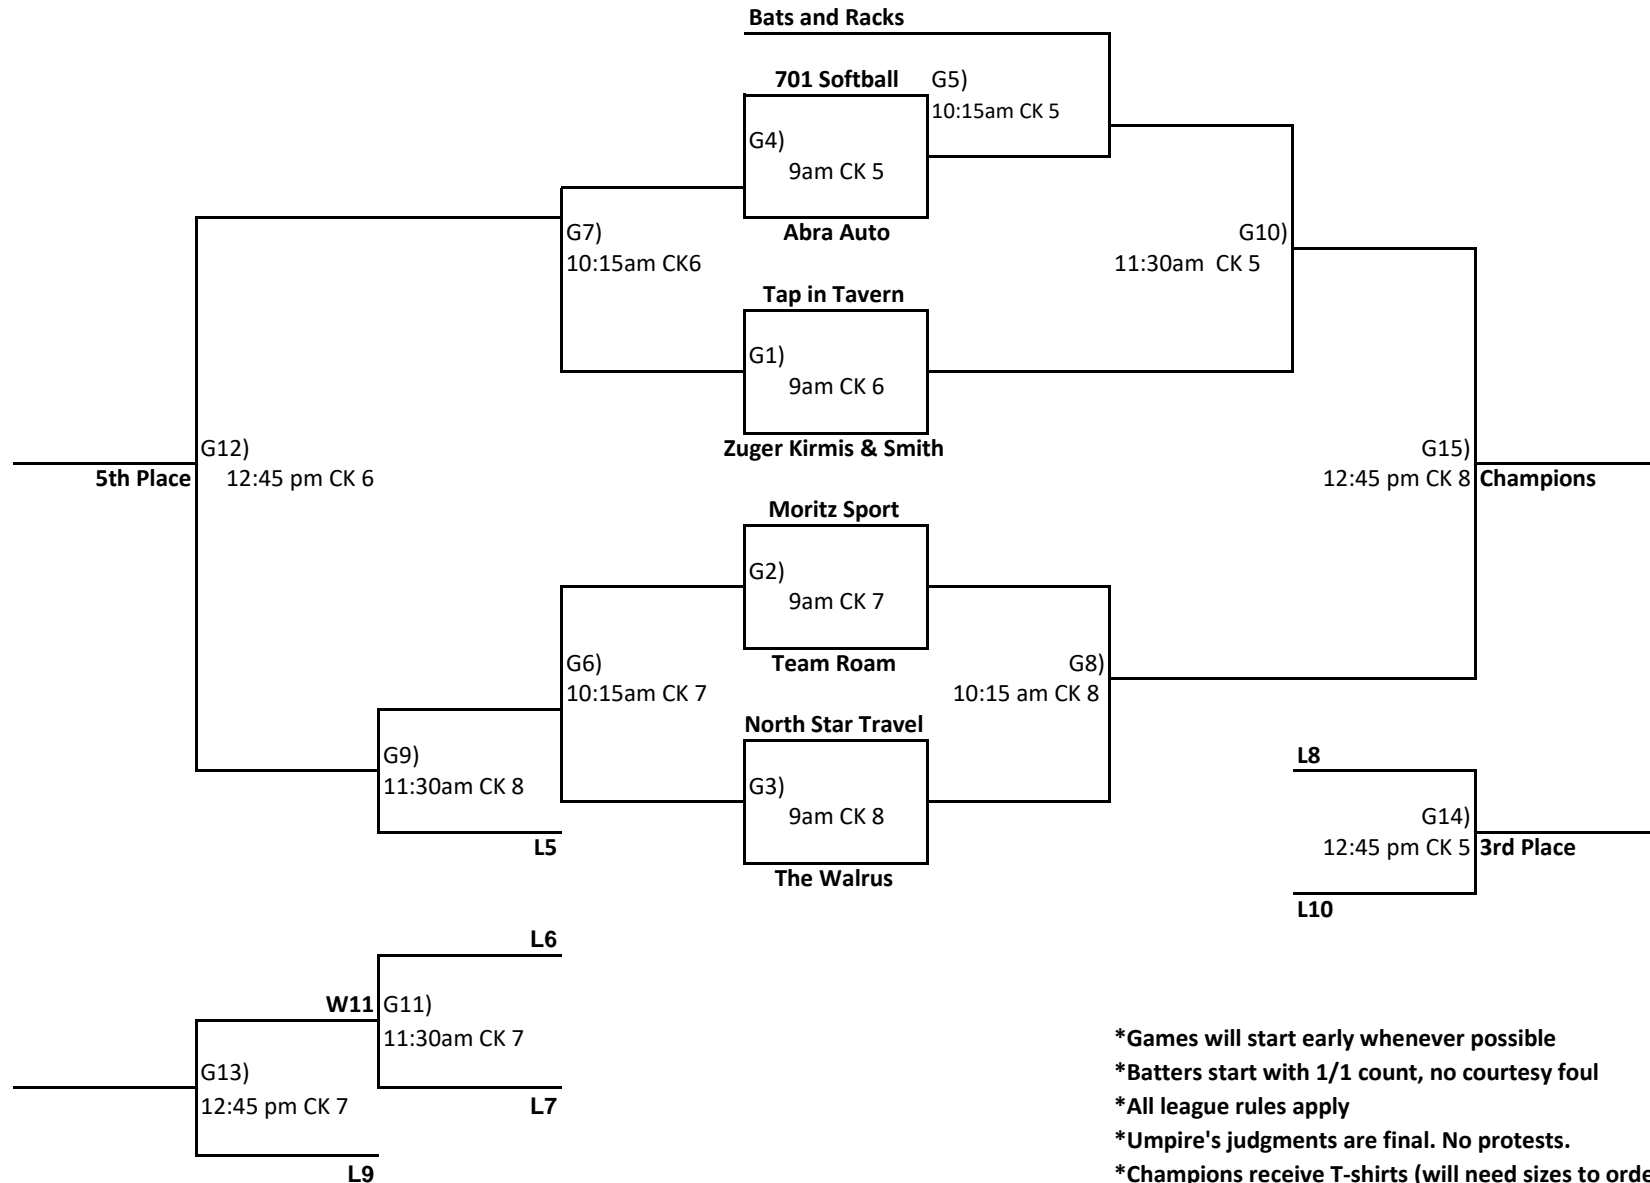 Bats and Racks
701 Softball
G5)
10:15am CK 5
G4)
9am CK 5
Abra Auto
G7)
10:15am CK6
G10)
11:30am  CK 5
Tap in Tavern
G1)
9am CK 6
Zuger Kirmis & Smith
G12)
5th Place
12:45 pm CK 6
G15)
12:45 pm CK 8
Champions
Moritz Sport
G2)
9am CK 7
Team Roam
G6)
10:15am CK 7
G8)
10:15 am CK 8
North Star Travel
G3)
9am CK 8
The Walrus
G9)
11:30am CK 8
L5
L8
G14)
12:45 pm CK 5
3rd Place
L10
L6
W11
G11)
11:30am CK 7
L7
G13)
12:45 pm CK 7
L9
*Games will start early whenever possible
*Batters start with 1/1 count, no courtesy foul
*All league rules apply
*Umpire's judgments are final. No protests.
*Champions receive T-shirts (will need sizes to orde